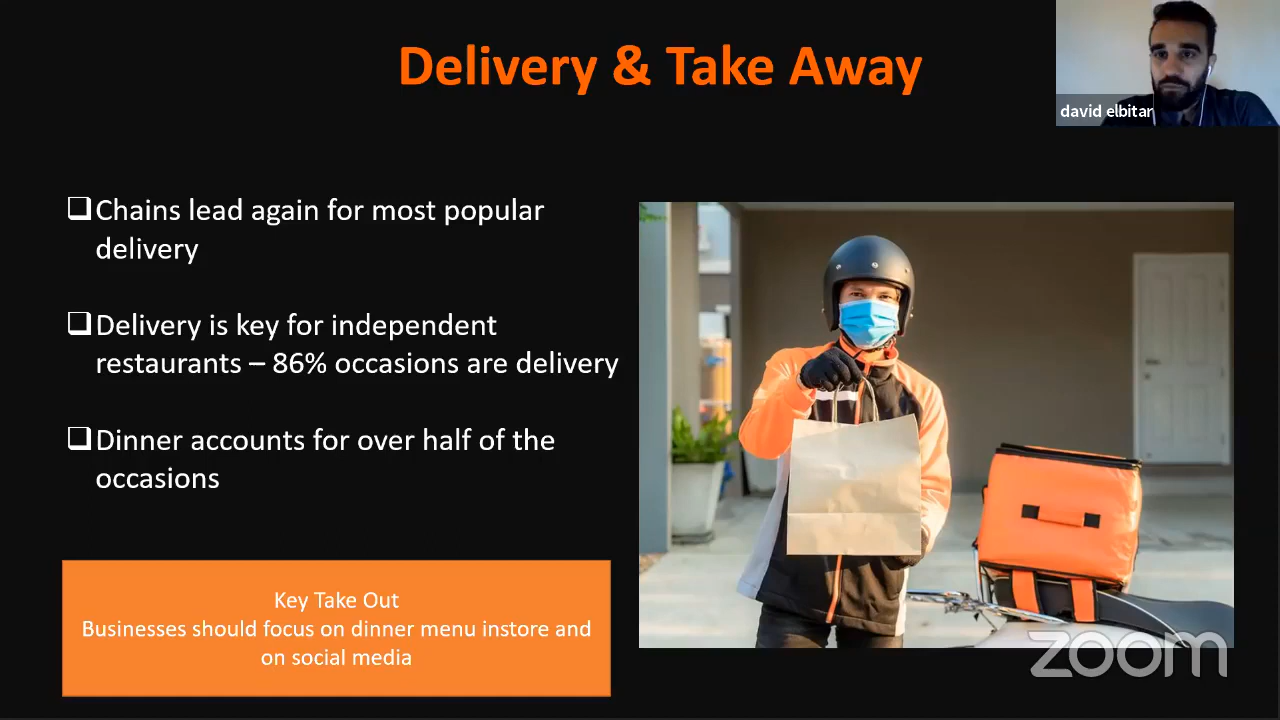 Delivery & Take Away
david elbitar
❑Chains lead again for most popular
delivery
❑Delivery is key for independent
restaurants – 86% occasions are delivery
❑Dinner accounts for over half of the
occasions
Key Take Out
Businesses should focus on dinner menu instore and
on social media
zoom